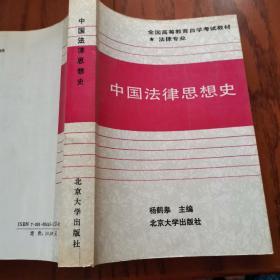 全国高等教育自学考试教材
★ 法律专业
中国法律思想史
杨鹤皋 主编
北京大学出版社
中国法律思想史
北京大学出版社